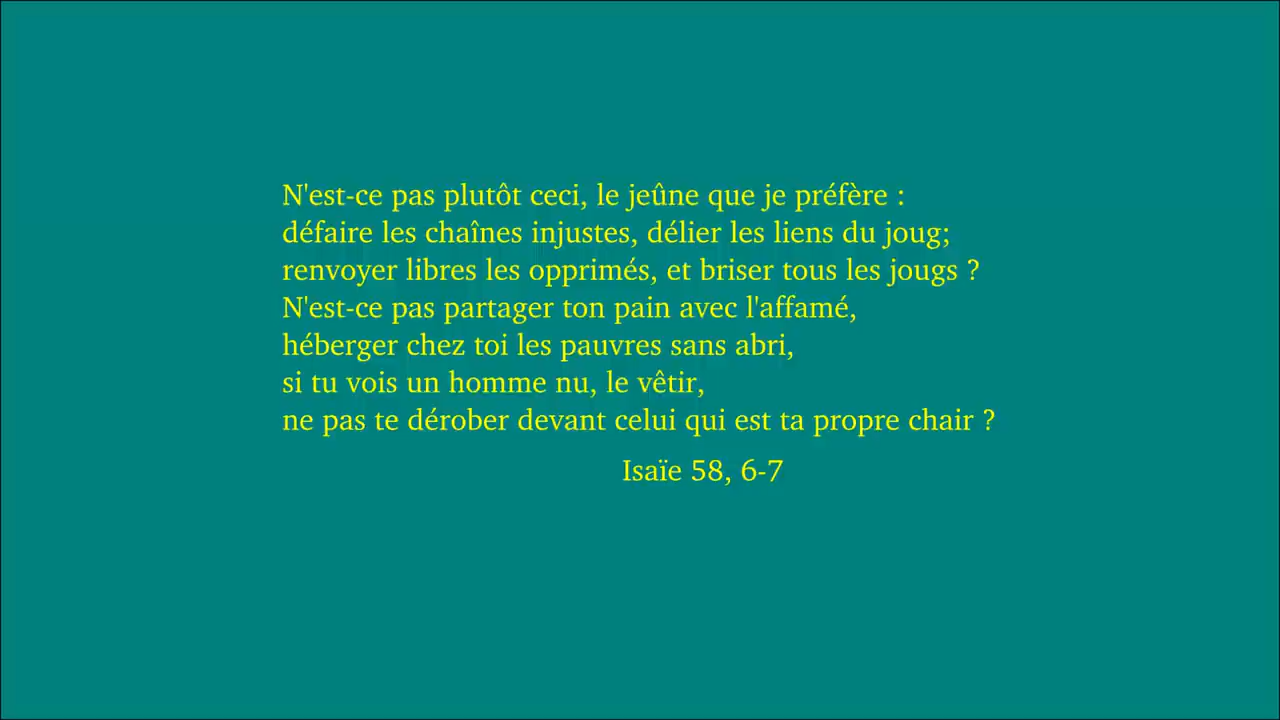 N'est-ce pas plutôt ceci, le jeûne que je préfère :
défaire les chaînes injustes, délier les liens du joug;
renvoyer libres les opprimés, et briser tous les jougs ?
N'est-ce pas partager ton pain avec l'affamé,
héberger chez toi les pauvres sans abri,
si tu vois un homme nu, le vêtir,
ne pas te dérober devant celui qui est ta propre chair ?
Isaïe 58, 6-7